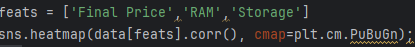 feats = ['Final Price','RAM','Storage']
sns.heatmap(data[feats].corr(), cmap=plt.cm.PuBuGn);